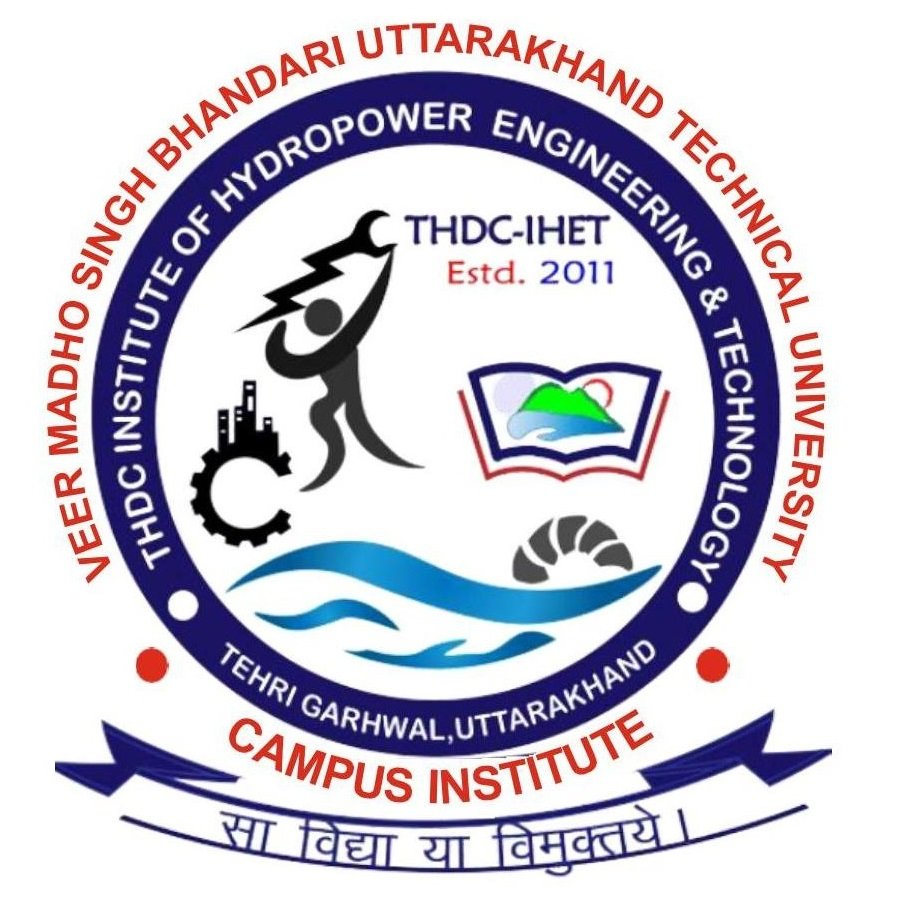 VEER MADHO SINGH BHANDARI UTTARAKHAND TECHNICAL UNIVERSITY
THDC INSTITUTE OF HYDROPOWER ENGINEERING & TECHNOLOGY
THDC-IHET
Estd. 2011
TEHRI GARHWAL,UTTARAKHAND
CAMPUS INSTITUTE
सा विद्या या विमुक्तये।